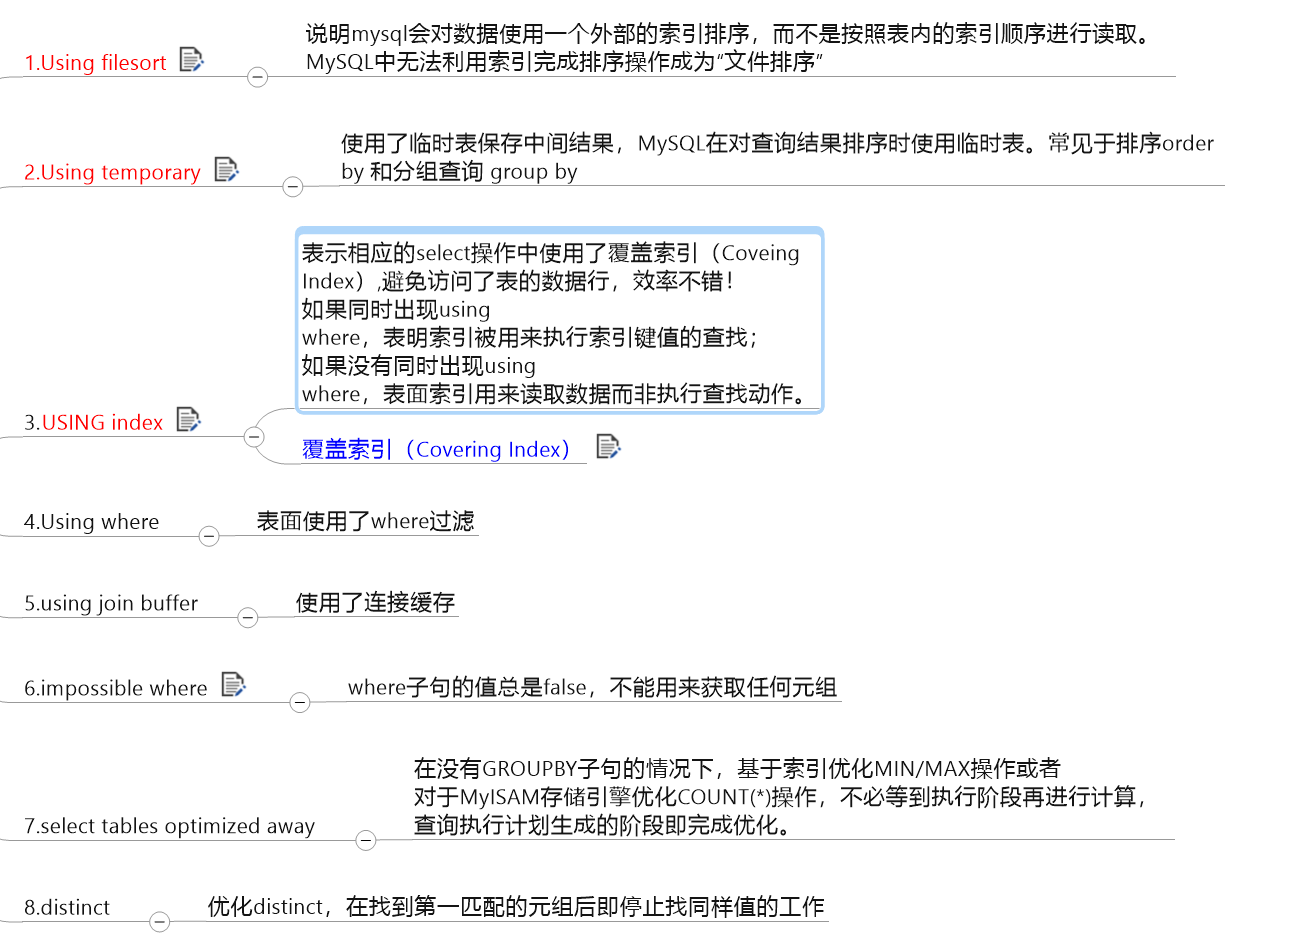 1.Using filesort
说明mysql会对数据使用一个外部的索引排序，而不是按照表内的索引顺序进行读取。
MySQL中无法利用索引完成排序操作成为“文件排序”
2.Using temporary
使用了临时表保存中间结果，MySQL在对查询结果排序时使用临时表。常见于排序order
by 和分组查询 group by
3.USING index
表示相应的select操作中使用了覆盖索引（Coveing
Index）,避免访问了表的数据行，效率不错！
如果同时出现using
where，表明索引被用来执行索引键值的查找；
如果没有同时出现using
where，表面索引用来读取数据而非执行查找动作。
覆盖索引（Covering Index）
4.Using where
表面使用了where过滤
5.using join buffer
使用了连接缓存
6.impossible where
where子句的值总是false，不能用来获取任何元组
7.select tables optimized away
在没有GROUPBY子句的情况下，基于索引优化MIN/MAX操作或者
对于MyISAM存储引擎优化COUNT(*)操作，不必等到执行阶段再进行计算，
查询执行计划生成的阶段即完成优化。
8.distinct
优化distinct，在找到第一匹配的元组后即停止找同样值的工作